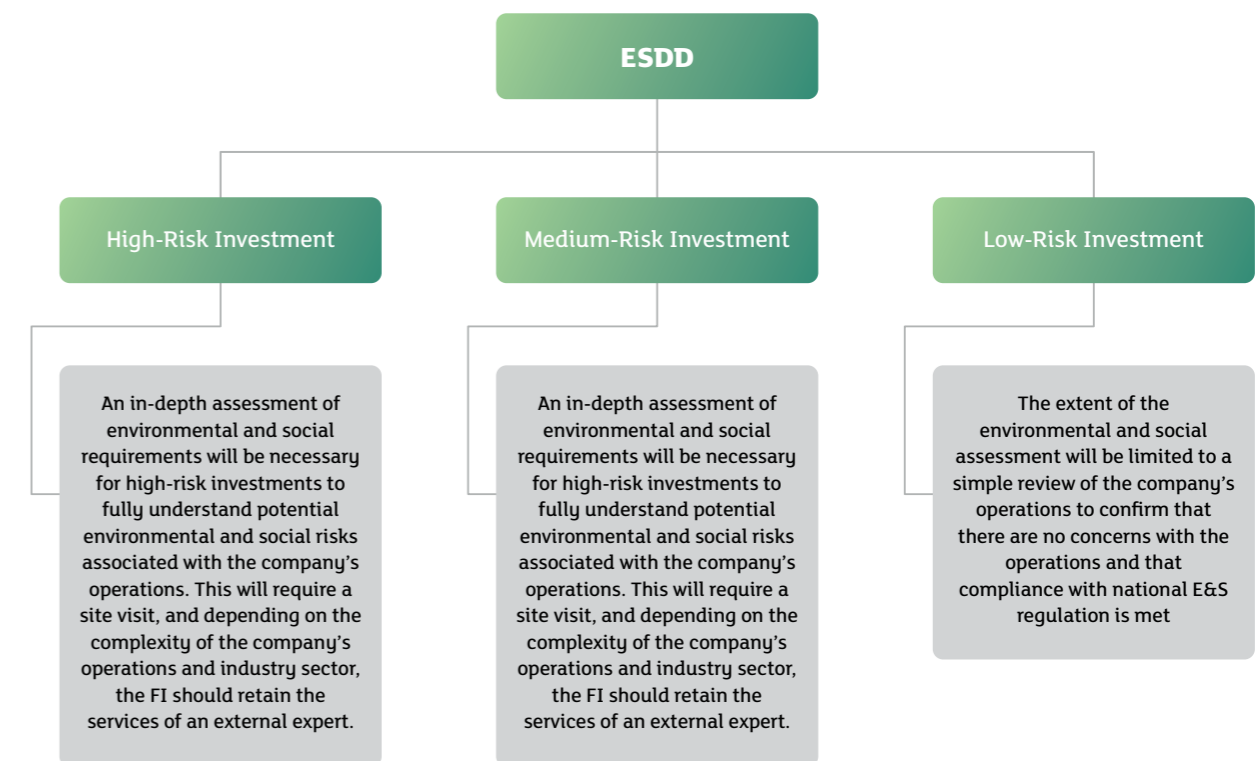 ESDD
High-Risk Investment
Medium-Risk Investment
Low-Risk Investment
An in-depth assessment of
environmental and social
requirements will be necessary
for high-risk investments to
fully understand potential
environmental and social risks
associated with the company's
operations. This will require a
site visit, and depending on the
complexity of the company's
operations and industry sector,
the FI should retain the
services of an external expert.
An in-depth assessment of
environmental and social
requirements will be necessary
for high-risk investments to
fully understand potential
environmental and social risks
associated with the company's
operations. This will require a
site visit, and depending on the
complexity of the company's
operations and industry sector,
the FI should retain the
services of an external expert.
The extent of the
environmental and social
assessment will be limited to a
simple review of the company's
operations to confirm that
there are no concerns with the
operations and that
compliance with national E&S
regulation is met